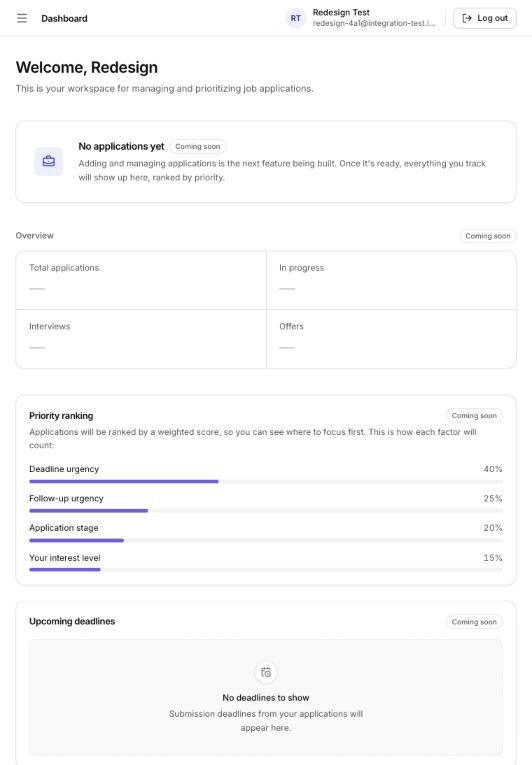 Dashboard
RT
Redesign Test
redesign-4a1@integration-test.i...
Log out
Welcome, Redesign
This is your workspace for managing and prioritizing job applications.
No applications yet
Coming soon
Adding and managing applications is the next feature being built. Once it's ready, everything you track
will show up here, ranked by priority.
Overview
Coming soon
Total applications
In progress
Interviews
Offers
Priority ranking
Coming soon
Applications will be ranked by a weighted score, so you can see where to focus first. This is how each factor will
count:
Deadline urgency 40%
Follow-up urgency 25%
Application stage 20%
Your interest level 15%
Upcoming deadlines
Coming soon
No deadlines to show
Submission deadlines from your applications will
appear here.